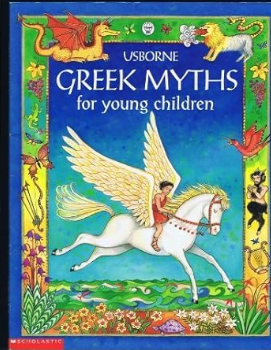 USBORNE
GREEK MYTHS
for young children
SCHOLASTIC